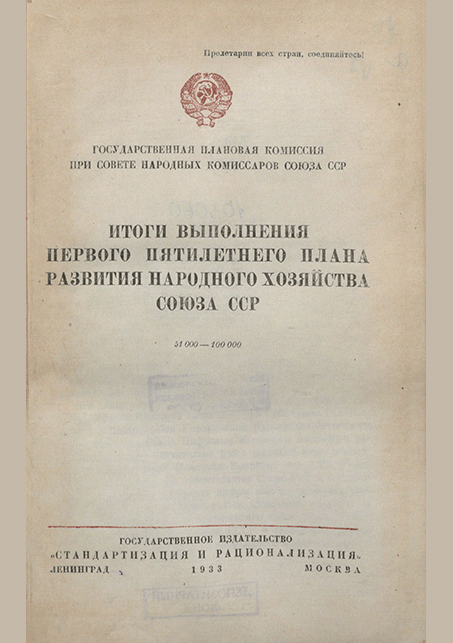 Пролетарии всех стран, соединяйтесь!
ГОСУДАРСТВЕННАЯ ПЛАНОВАЯ КОМИССИЯ
ПРИ СОВЕТЕ НАРОДНЫХ КОМИССАРОВ СОЮЗА ССР
ИТОГИ ВЫПОЛНЕНИЯ
ПЕРВОГО ПЯТИЛЕТНЕГО ПЛАНА
РАЗВИТИЯ НАРОДНОГО ХОЗЯЙСТВА
СОЮЗА ССР
51 000 — 100 000
ГОСУДАРСТВЕННОЕ ИЗДАТЕЛЬСТВО
„СТАНДАРТИЗАЦИЯ И РАЦИОНАЛИЗАЦИЯ“
ЛЕНИНГРАД 1933 МОСКВА